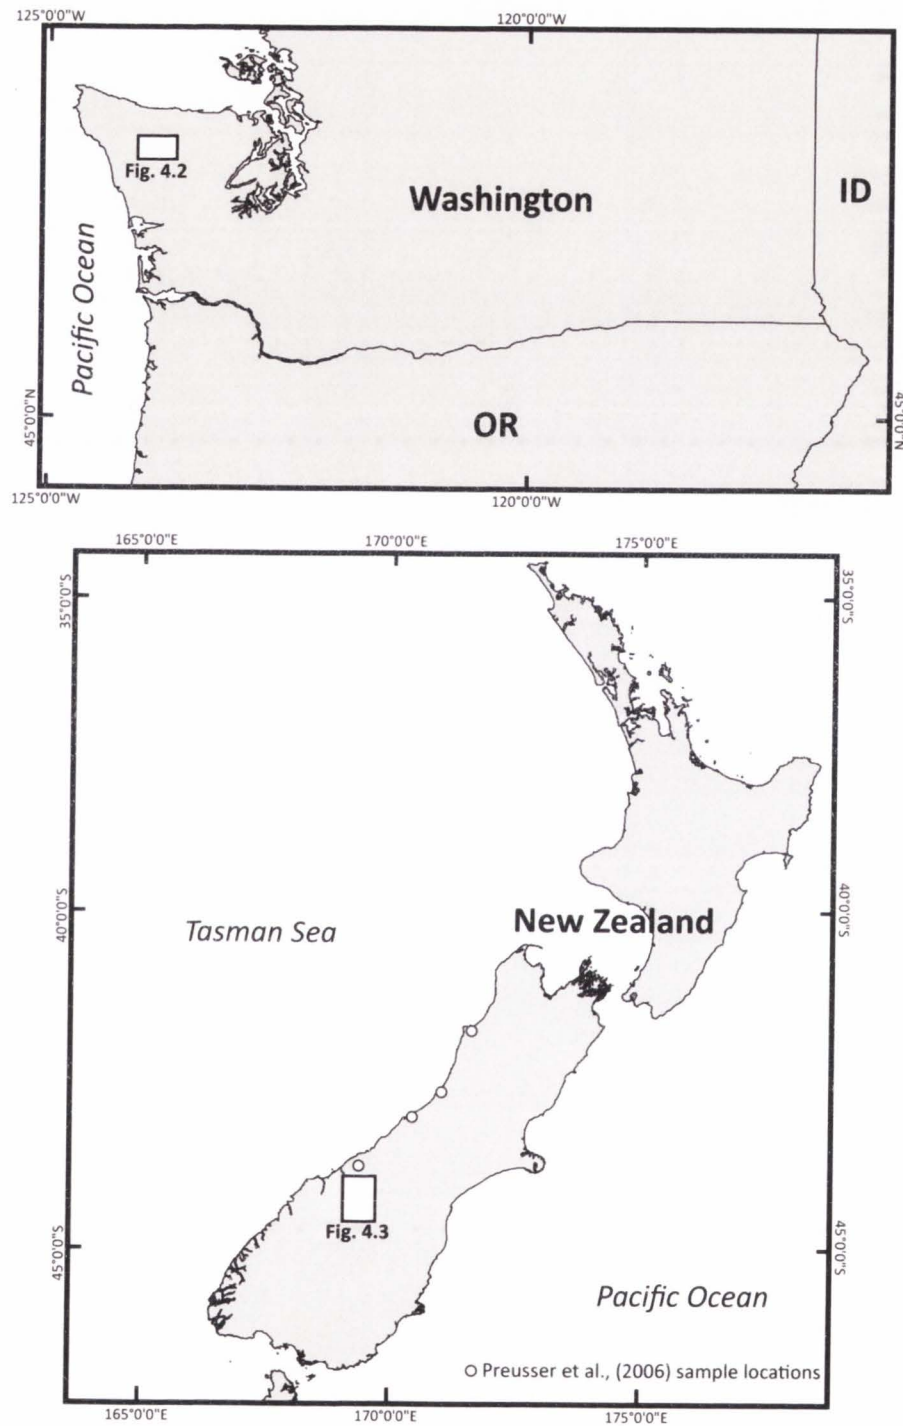 125°0'0"W 120°0'0"W
Fig. 4.2
Washington
ID
Pacific Ocean
45°0'0"N
45°0'0"N
OR
125°0'0"W 120°0'0"W
165°0'0"E 170°0'0"E 175°0'0"E
35°0'0"S
35°0'0"S
40°0'0"S
40°0'0"S
New Zealand
Tasman Sea
45°0'0"S
45°0'0"S
Fig. 4.3
Pacific Ocean
Preusser et al., (2006) sample locations
165°0'0"E 170°0'0"E 175°0'0"E